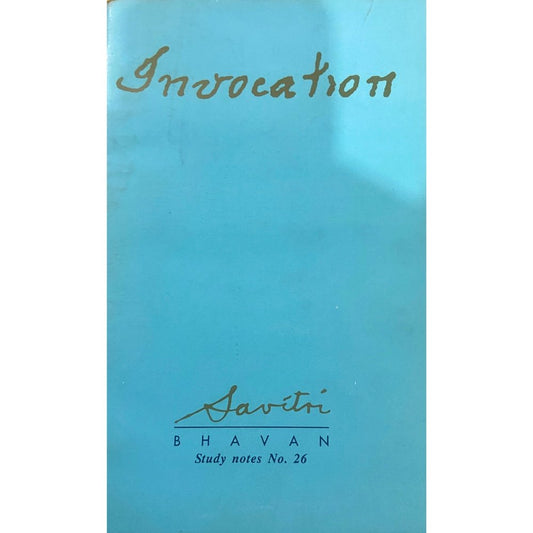 Invocation
Savitri
BHAVAN
Study notes No. 26